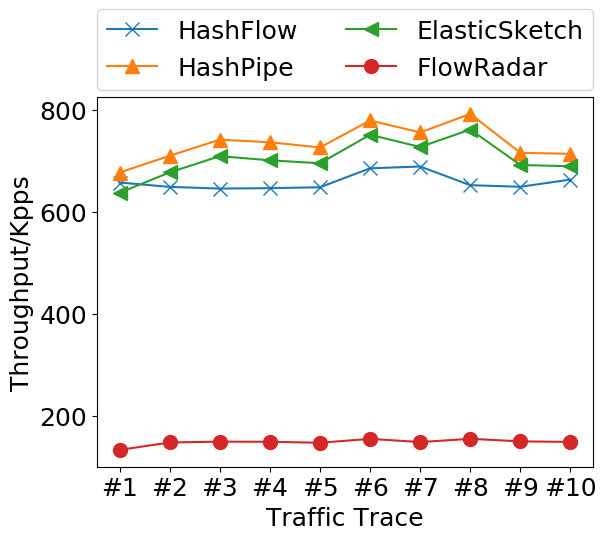 HashFlow ElasticSketch
HashPipe FlowRadar
800
600
400
200
Throughput/Kpps
#1 #2 #3 #4 #5 #6 #7 #8 #9 #10
Traffic Trace